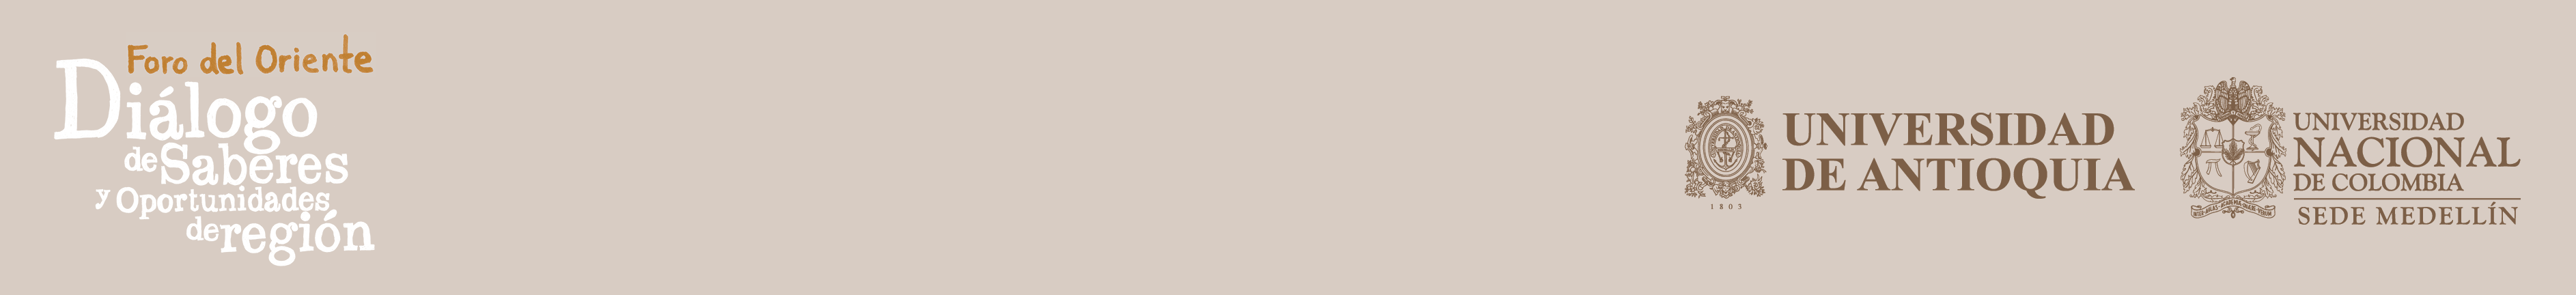 Foro del Oriente
Diálogo
de Saberes
y Oportunidades
de región
UNIVERSIDAD
DE ANTIOQUIA
1803
UNIVERSIDAD
NACIONAL
DE COLOMBIA
SEDE MEDELLÍN